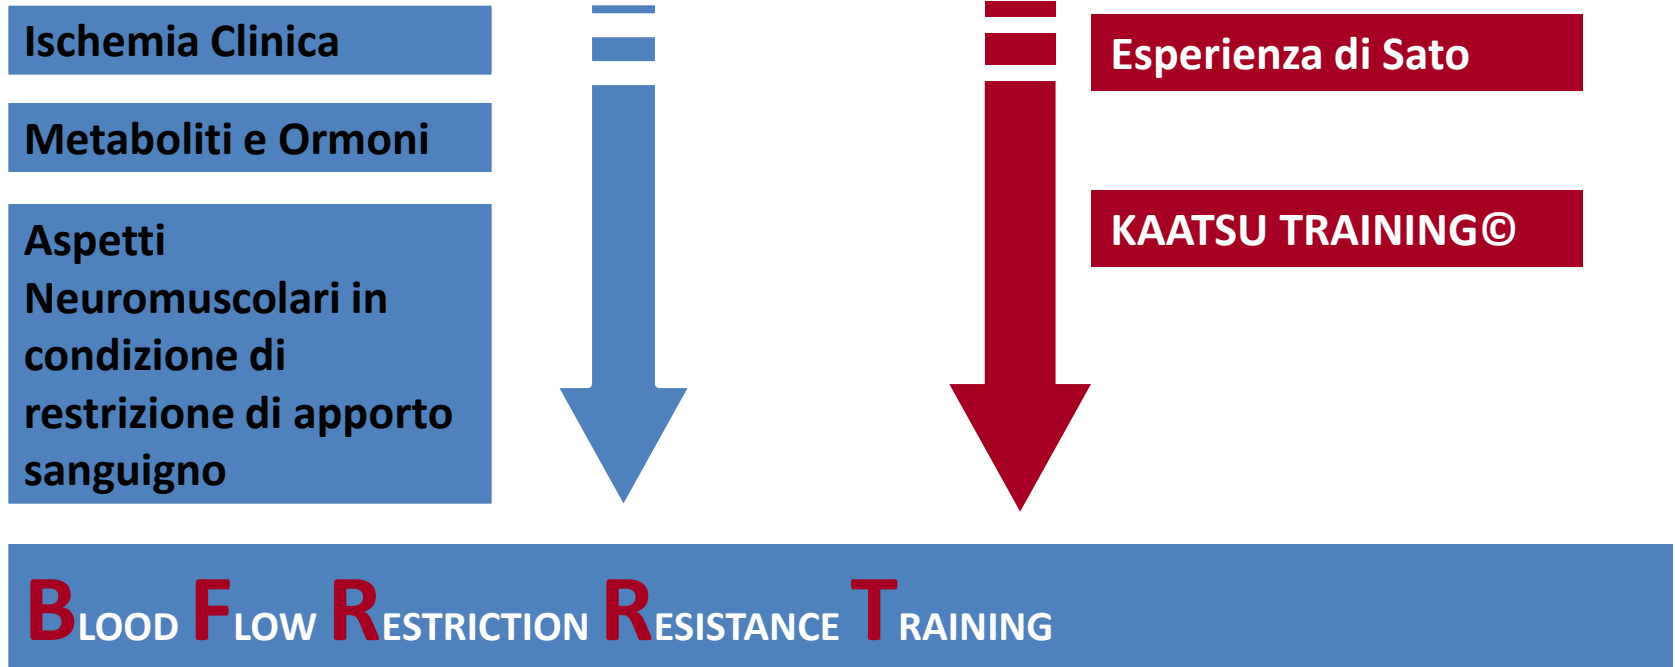 Ischemia Clinica
Metaboliti e Ormoni
Aspetti
Neuromuscolari in
condizione di
restrizione di apporto
sanguigno
Esperienza di Sato
KAATSU TRAINING©
BLOOD FLOW RESTRICTION RESISTANCE TRAINING